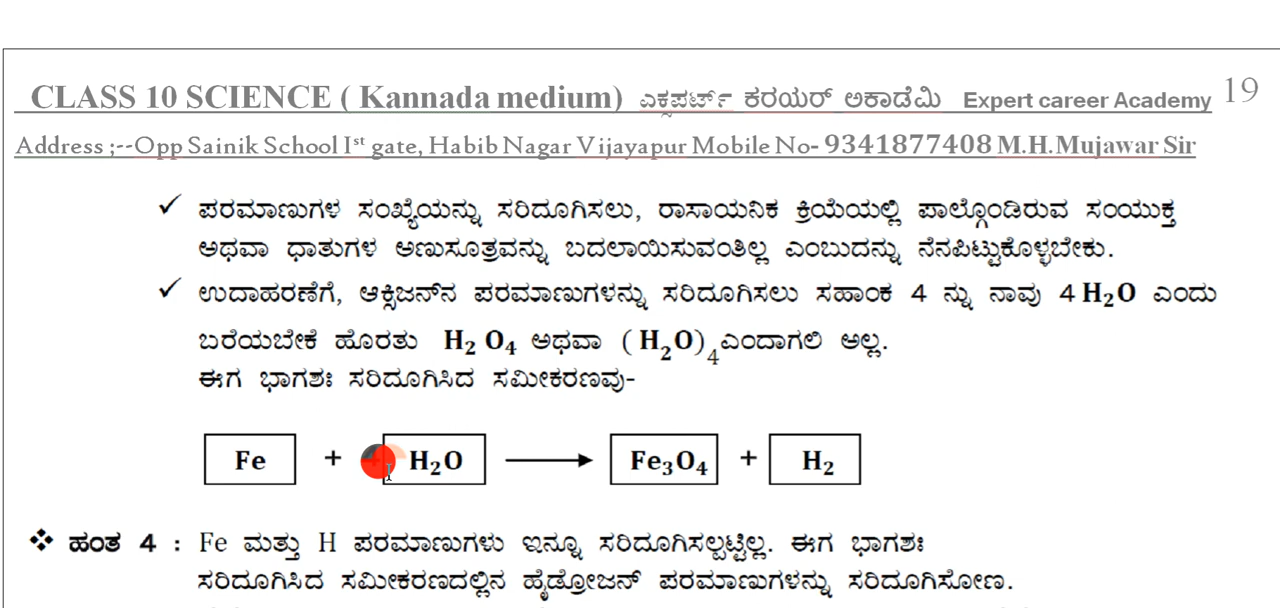 CLASS 10 SCIENCE ( Kannada medium) ಎಕ್ಸಪರ್ಟ್ ಕರಯರ್ ಅಕಾಡೆಮಿ Expert career Academy 19
Address ;--Opp Sainik School Ist gate, Habib Nagar Vijayapur Mobile No- 9341877408 M.H.Mujawar Sir
✓ ಪರಮಾಣುಗಳ ಸಂಖ್ಯೆಯನ್ನು ಸರಿದೂಗಿಸಲು, ರಾಸಾಯನಿಕ ಕ್ರಿಯೆಯಲ್ಲಿ ಪಾಲ್ಗೊಂಡಿರುವ ಸಂಯುಕ್ತ
ಅಥವಾ ಧಾತುಗಳ ಅಣುಸೂತ್ರವನ್ನು ಬದಲಾಯಿಸುವಂತಿಲ್ಲ ಎಂಬುದನ್ನು ನೆನಪಿಟ್ಟುಕೊಳ್ಳಬೇಕು.
✓ ಉದಾಹರಣೆಗೆ, ಆಕ್ಸಿಜನ್‌ನ ಪರಮಾಣುಗಳನ್ನು ಸರಿದೂಗಿಸಲು ಸಹಾಂಕ 4 ನ್ನು ನಾವು 4 H₂O ಎಂದು
ಬರೆಯಬೇಕೆ ಹೊರತು H₂ O₄ ಅಥವಾ ( H₂O)₄ ಎಂದಾಗಲಿ ಅಲ್ಲ.
ಈಗ ಭಾಗಶಃ ಸರಿದೂಗಿಸಿದ ಸಮೀಕರಣವು-
Fe + H₂O ⟶ Fe₃O₄ + H₂
❖ ಹಂತ 4 : Fe ಮತ್ತು H ಪರಮಾಣುಗಳು ಇನ್ನೂ ಸರಿದೂಗಿಸಲ್ಪಟ್ಟಿಲ್ಲ. ಈಗ ಭಾಗಶಃ
ಸರಿದೂಗಿಸಿದ ಸಮೀಕರಣದಲ್ಲಿನ ಹೈಡ್ರೋಜನ್ ಪರಮಾಣುಗಳನ್ನು ಸರಿದೂಗಿಸೋಣ.